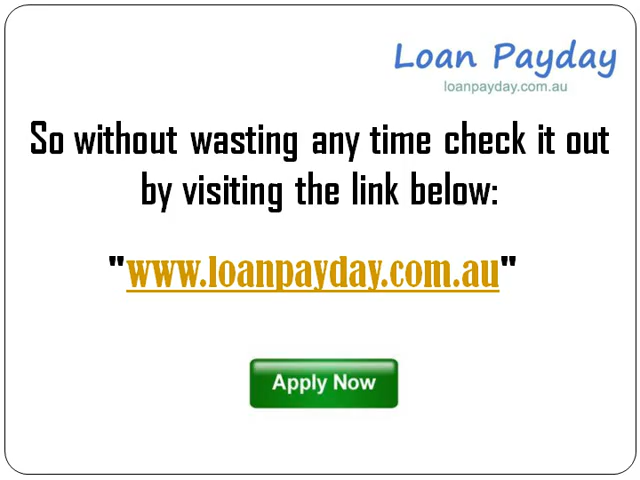 Loan Payday
loanpayday.com.au
So without wasting any time check it out
by visiting the link below:
"www.loanpayday.com.au"
Apply Now